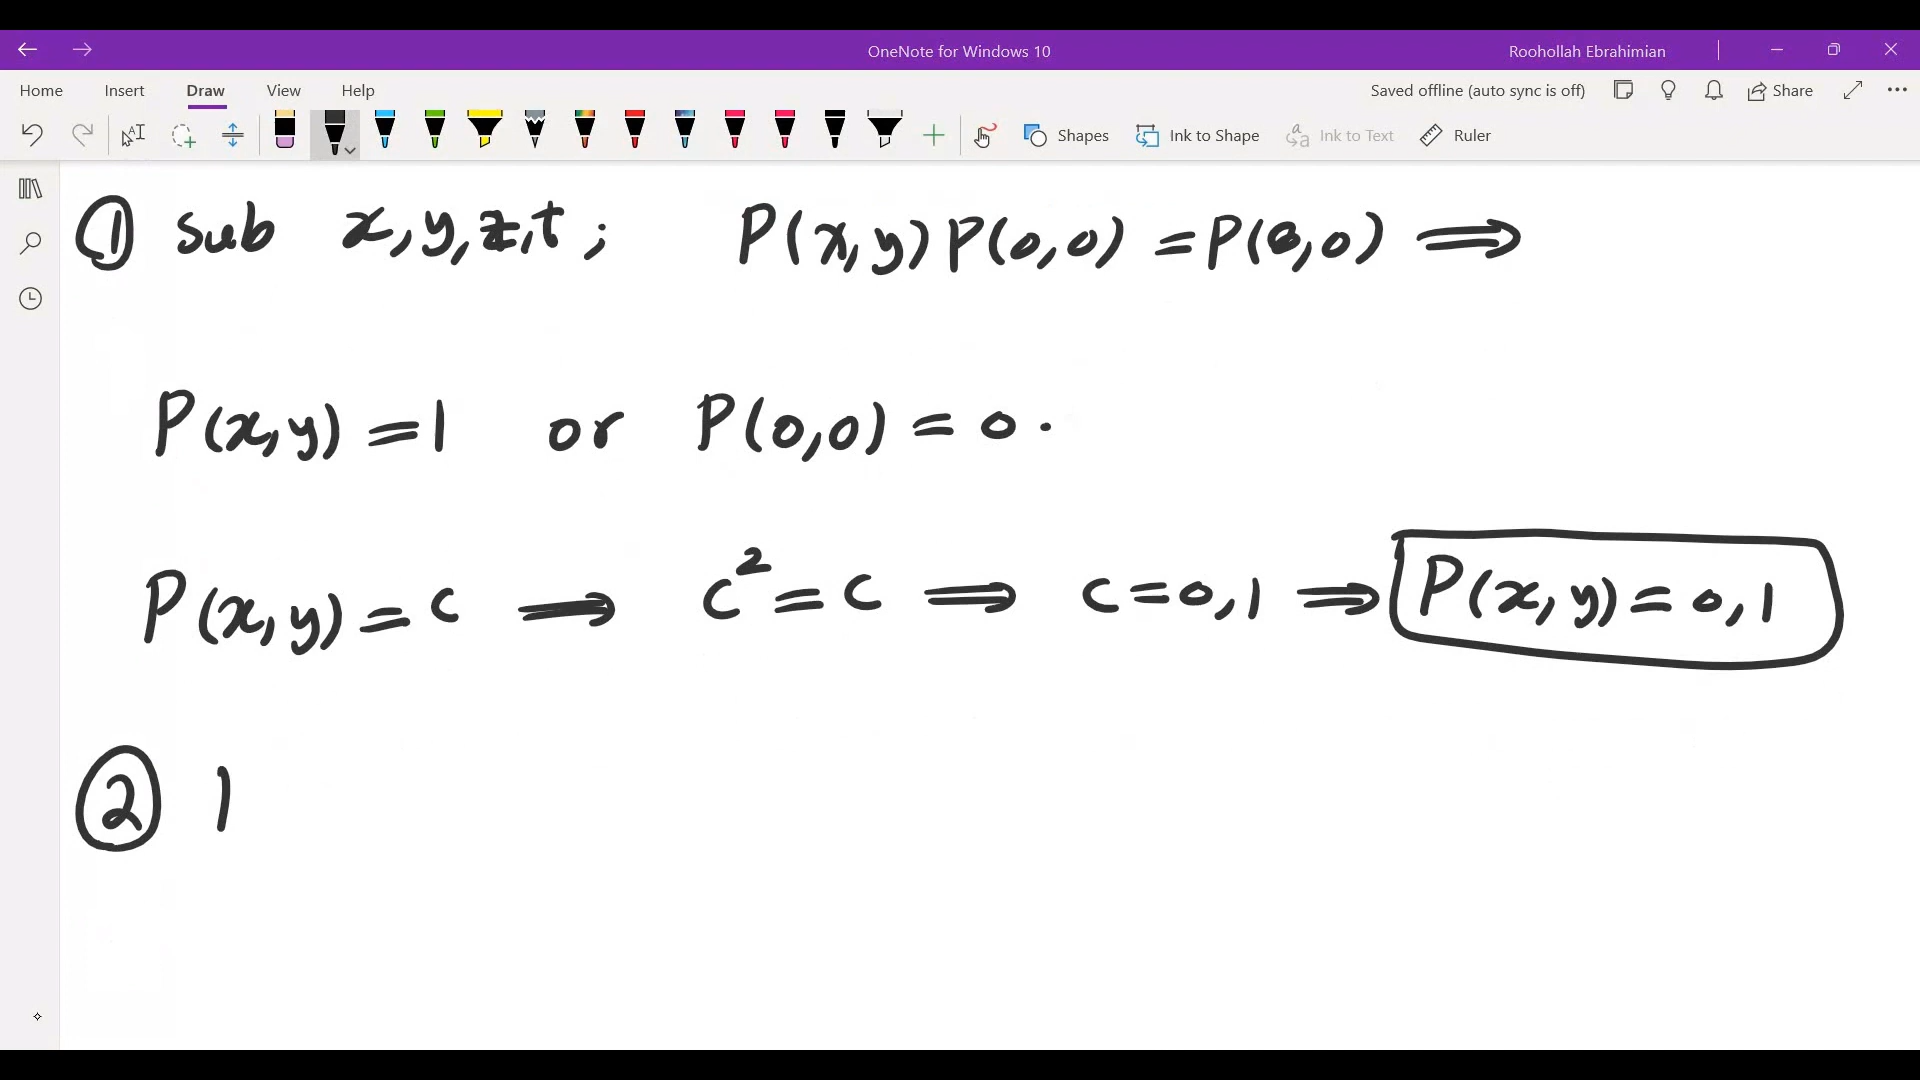 OneNote for Windows 10 Roohollah Ebrahimian
Home Insert Draw View Help Saved offline (auto sync is off) Share
Shapes Ink to Shape Ink to Text Ruler
① sub x,y,z,t; P(x,y)P(0,0) = P(0,0) ⟹
P(x,y) = 1 or P(0,0) = 0.
P(x,y) = c ⟹ c² = c ⟹ c = 0,1 ⟹ P(x,y) = 0,1
② 1